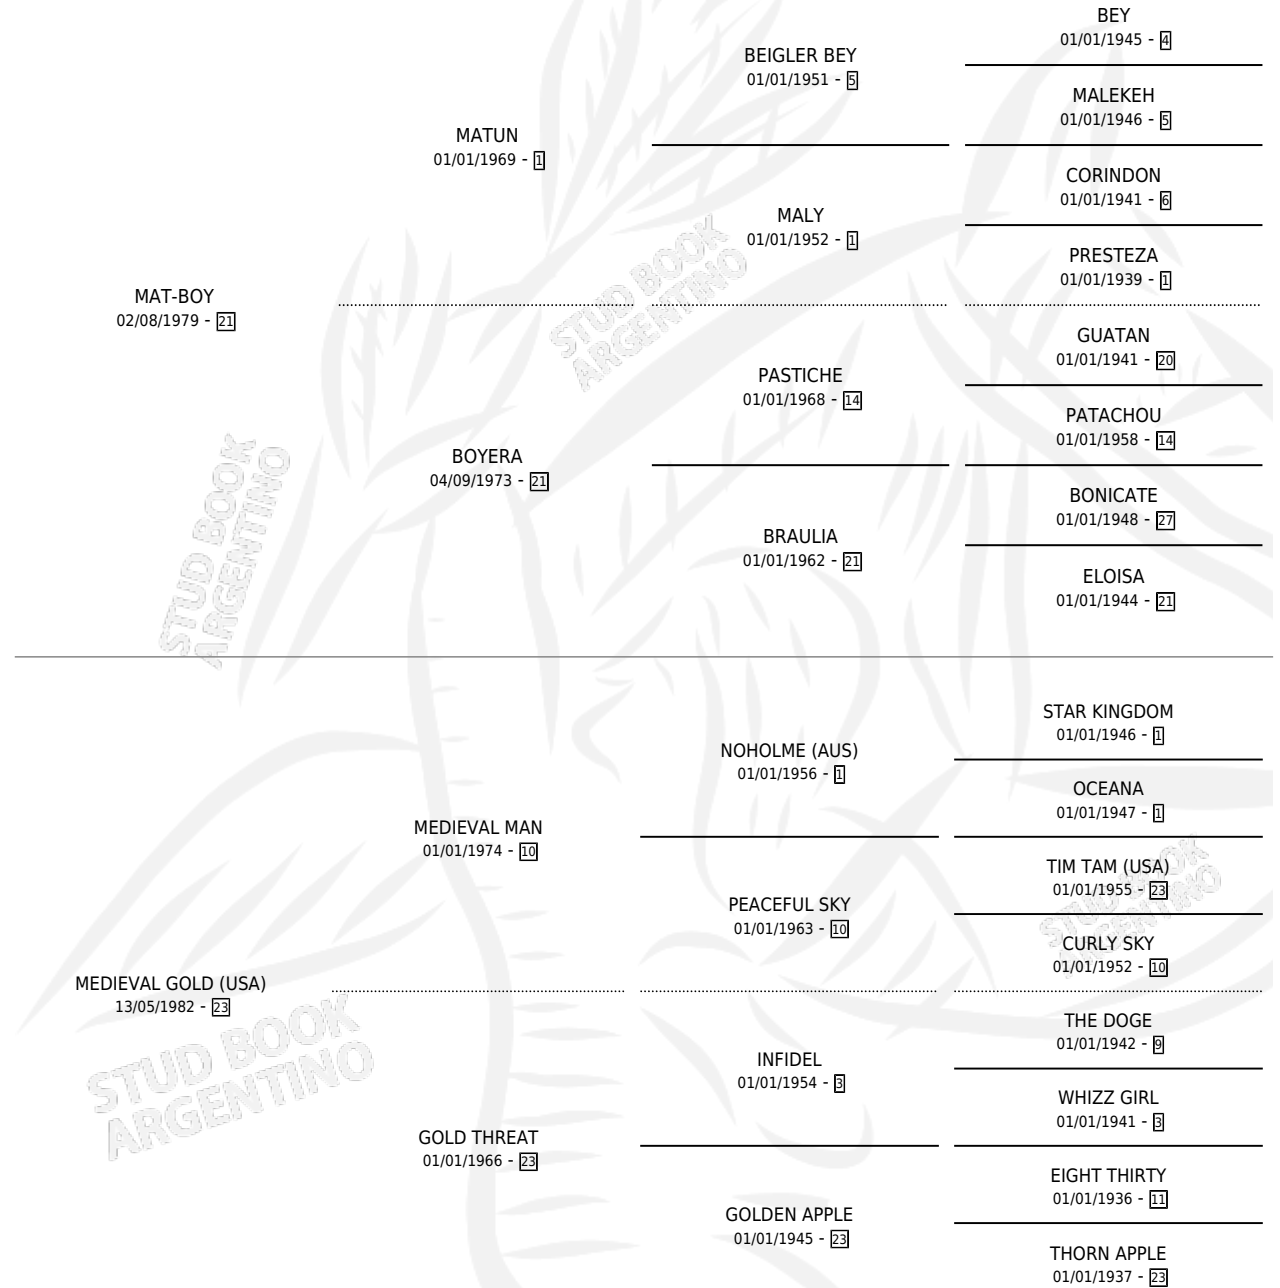 BEY
01/01/1945 - 4
BEIGLER BEY
01/01/1951 - 5
MALEKEH
01/01/1946 - 5
MATUN
01/01/1969 - 1
CORINDON
01/01/1941 - 6
MALY
01/01/1952 - 1
PRESTEZA
01/01/1939 - 1
MAT-BOY
02/08/1979 - 21
GUATAN
01/01/1941 - 20
PASTICHE
01/01/1968 - 14
PATACHOU
01/01/1958 - 14
BOYERA
04/09/1973 - 21
BONICATE
01/01/1948 - 27
BRAULIA
01/01/1962 - 21
ELOISA
01/01/1944 - 21
STAR KINGDOM
01/01/1946 - 1
NOHOLME (AUS)
01/01/1956 - 1
OCEANA
01/01/1947 - 1
MEDIEVAL MAN
01/01/1974 - 10
TIM TAM (USA)
01/01/1955 - 23
PEACEFUL SKY
01/01/1963 - 10
CURLY SKY
01/01/1952 - 10
MEDIEVAL GOLD (USA)
13/05/1982 - 23
THE DOGE
01/01/1942 - 9
INFIDEL
01/01/1954 - 3
WHIZZ GIRL
01/01/1941 - 3
GOLD THREAT
01/01/1966 - 23
EIGHT THIRTY
01/01/1936 - 11
GOLDEN APPLE
01/01/1945 - 23
THORN APPLE
01/01/1937 - 23
STUD BOOK
ARGENTINO
STUD BOOK
ARGENTINO
STUD BOOK
ARGENTINO
STUD BOOK
ARGENTINO